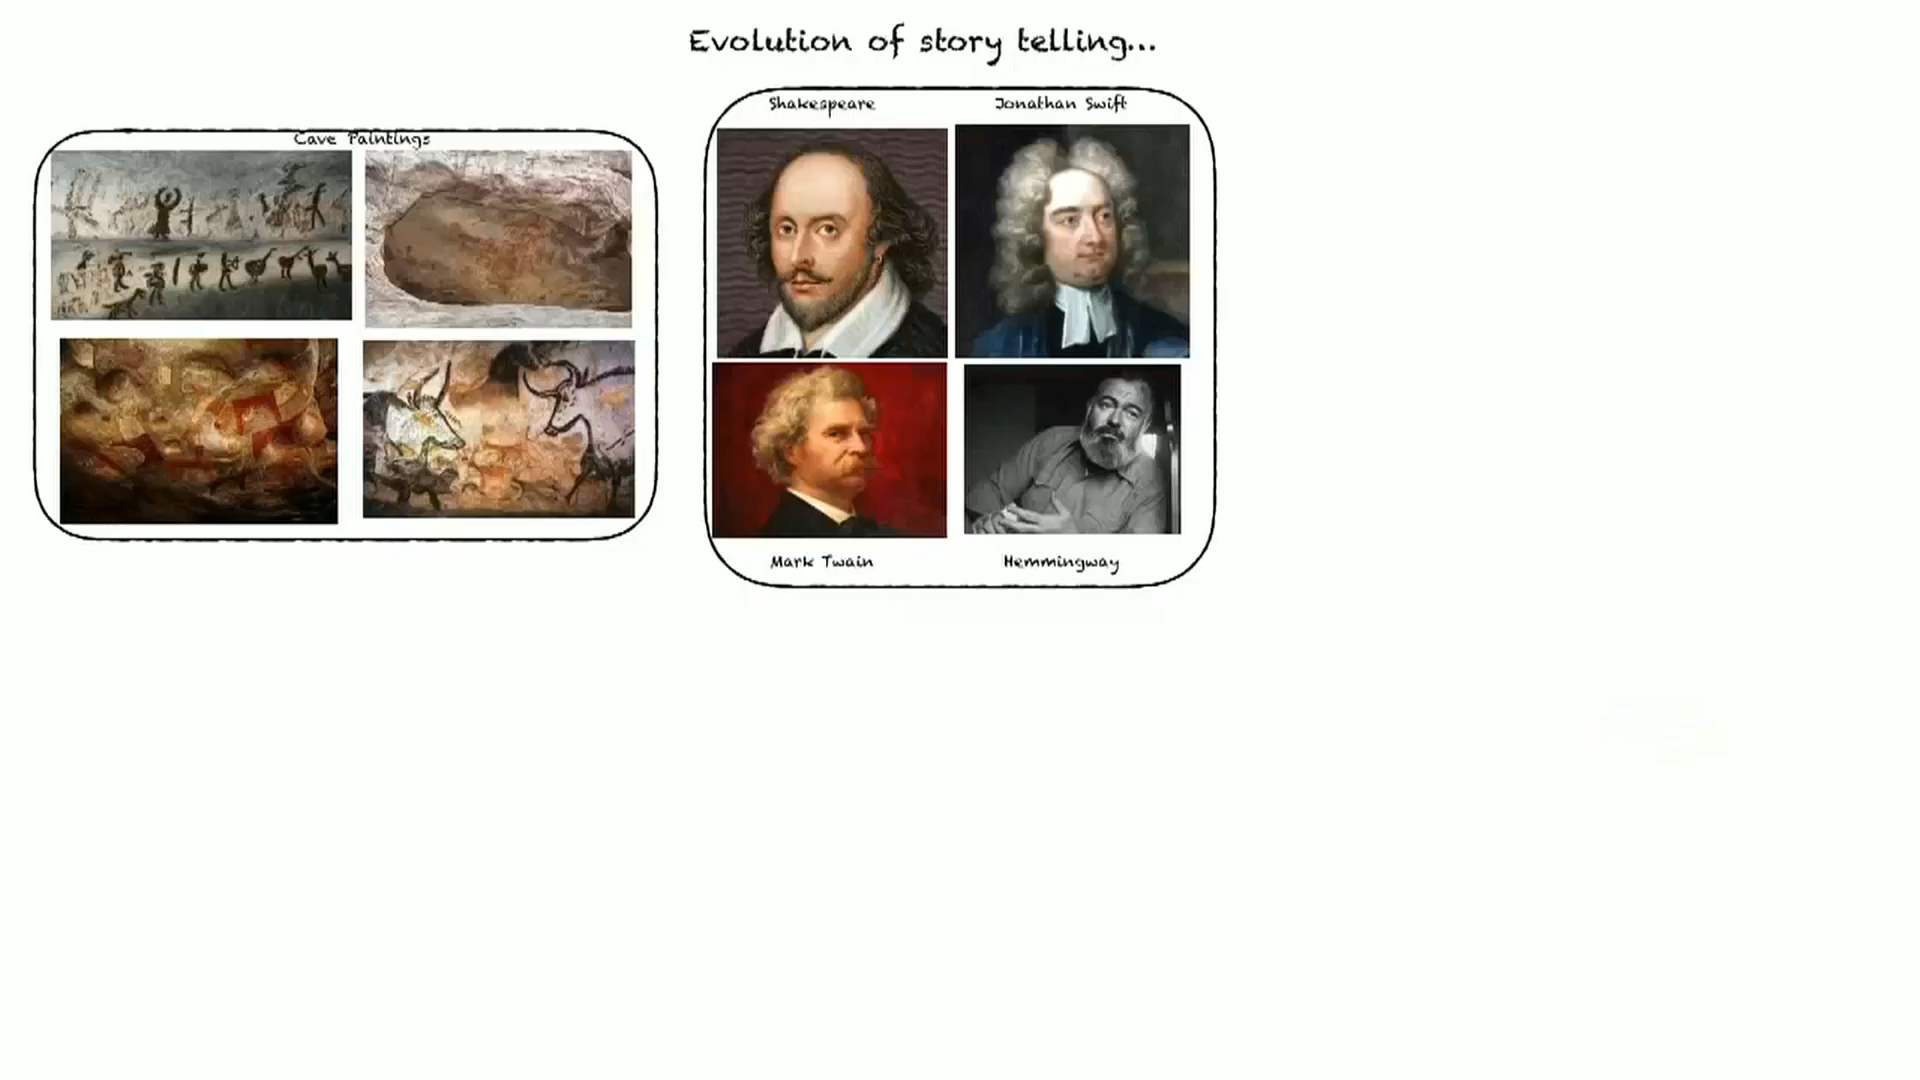 Evolution of story telling...
Cave Paintings
Shakespeare
Jonathan Swift
Mark Twain
Hemmingway